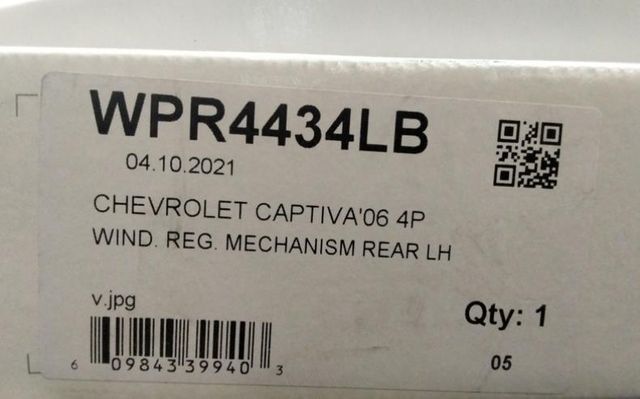 WPR4434LB
04.10.2021
CHEVROLET CAPTIVA'06 4P
WIND. REG. MECHANISM REAR LH
v.jpg
Qty: 1
6 09843 39940 3
05